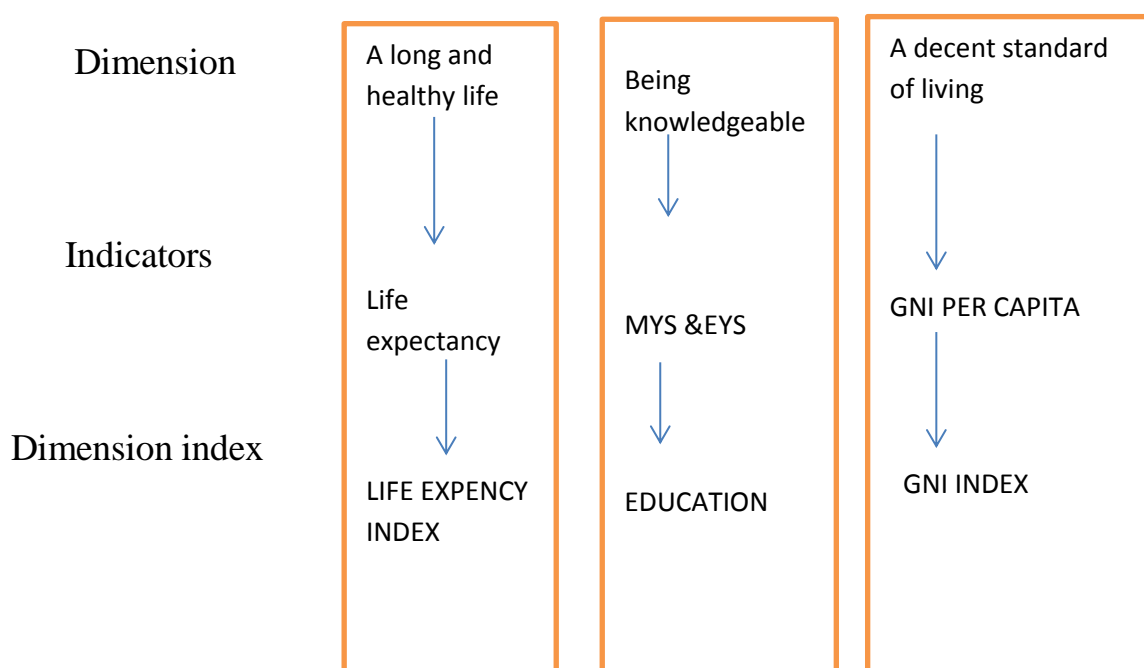 Dimension
A long and
healthy life
Being
knowledgeable
A decent standard
of living
Indicators
Life
expectancy
MYS &EYS
GNI PER CAPITA
Dimension index
LIFE EXPENCY
INDEX
EDUCATION
GNI INDEX